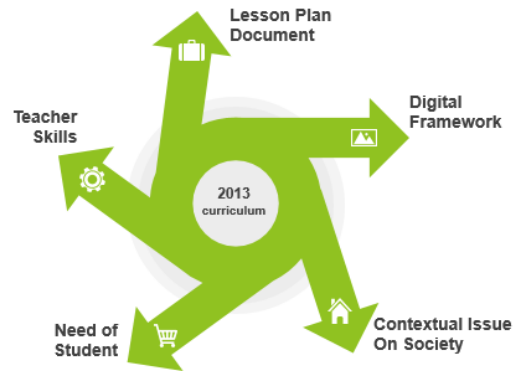 Lesson Plan
Document
Digital
Framework
Teacher
Skills
2013
curriculum
Need of
Student
Contextual Issue
On Society